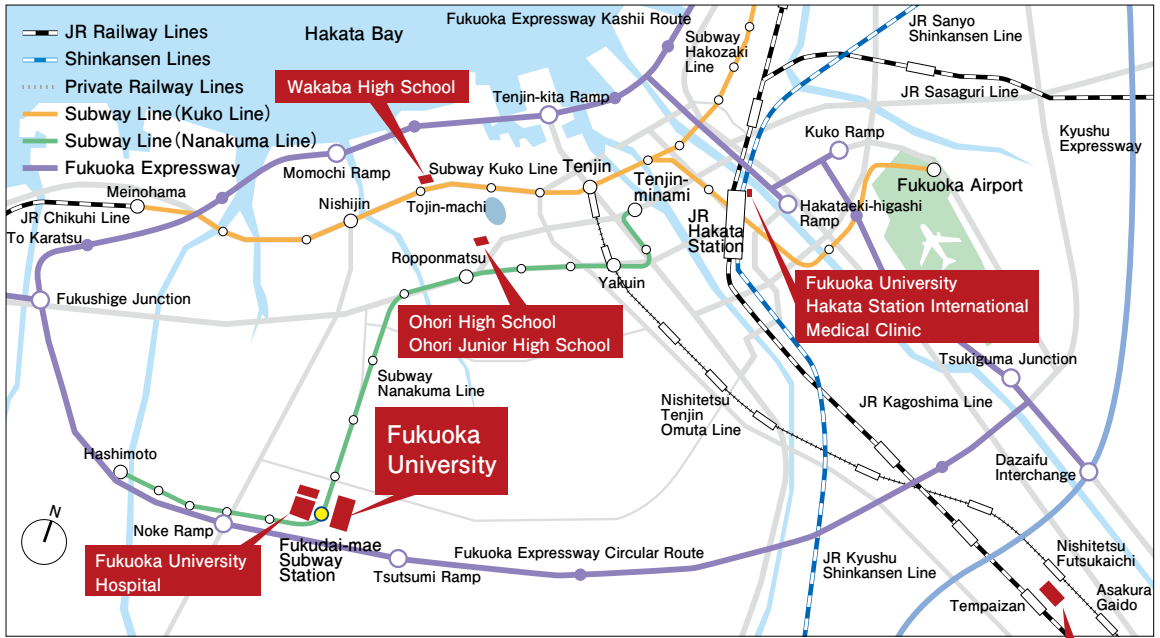 JR Railway Lines
Shinkansen Lines
Private Railway Lines
Subway Line(Kuko Line)
Subway Line(Nanakuma Line)
Fukuoka Expressway
Hakata Bay
Fukuoka Expressway Kashii Route
Subway
Hakozaki
Line
JR Sanyo
Shinkansen Line
JR Sasaguri Line
Kyushu
Expressway
Wakaba High School
Tenjin-kita Ramp
Kuko Ramp
Momochi Ramp
Subway Kuko Line
Tenjin
Tenjin-
minami
Fukuoka Airport
Meinohama
Nishijin
Tojin-machi
JR
Hakata
Station
Hakataeki-higashi
Ramp
JR Chikuhi Line
To Karatsu
Ropponmatsu
Yakuin
Fukushige Junction
Fukuoka University
Hakata Station International
Medical Clinic
Ohori High School
Ohori Junior High School
Tsukiguma Junction
Subway
Nanakuma Line
Nishitetsu
Tenjin
Omuta Line
JR Kagoshima Line
Fukuoka
University
Hashimoto
Dazaifu
Interchange
N
Noke Ramp
Fukudai-mae
Subway
Station
Fukuoka University
Hospital
Tsutsumi Ramp
Fukuoka Expressway Circular Route
JR Kyushu
Shinkansen Line
Nishitetsu
Futsukaichi
Tempaizan
Asakura
Gaido